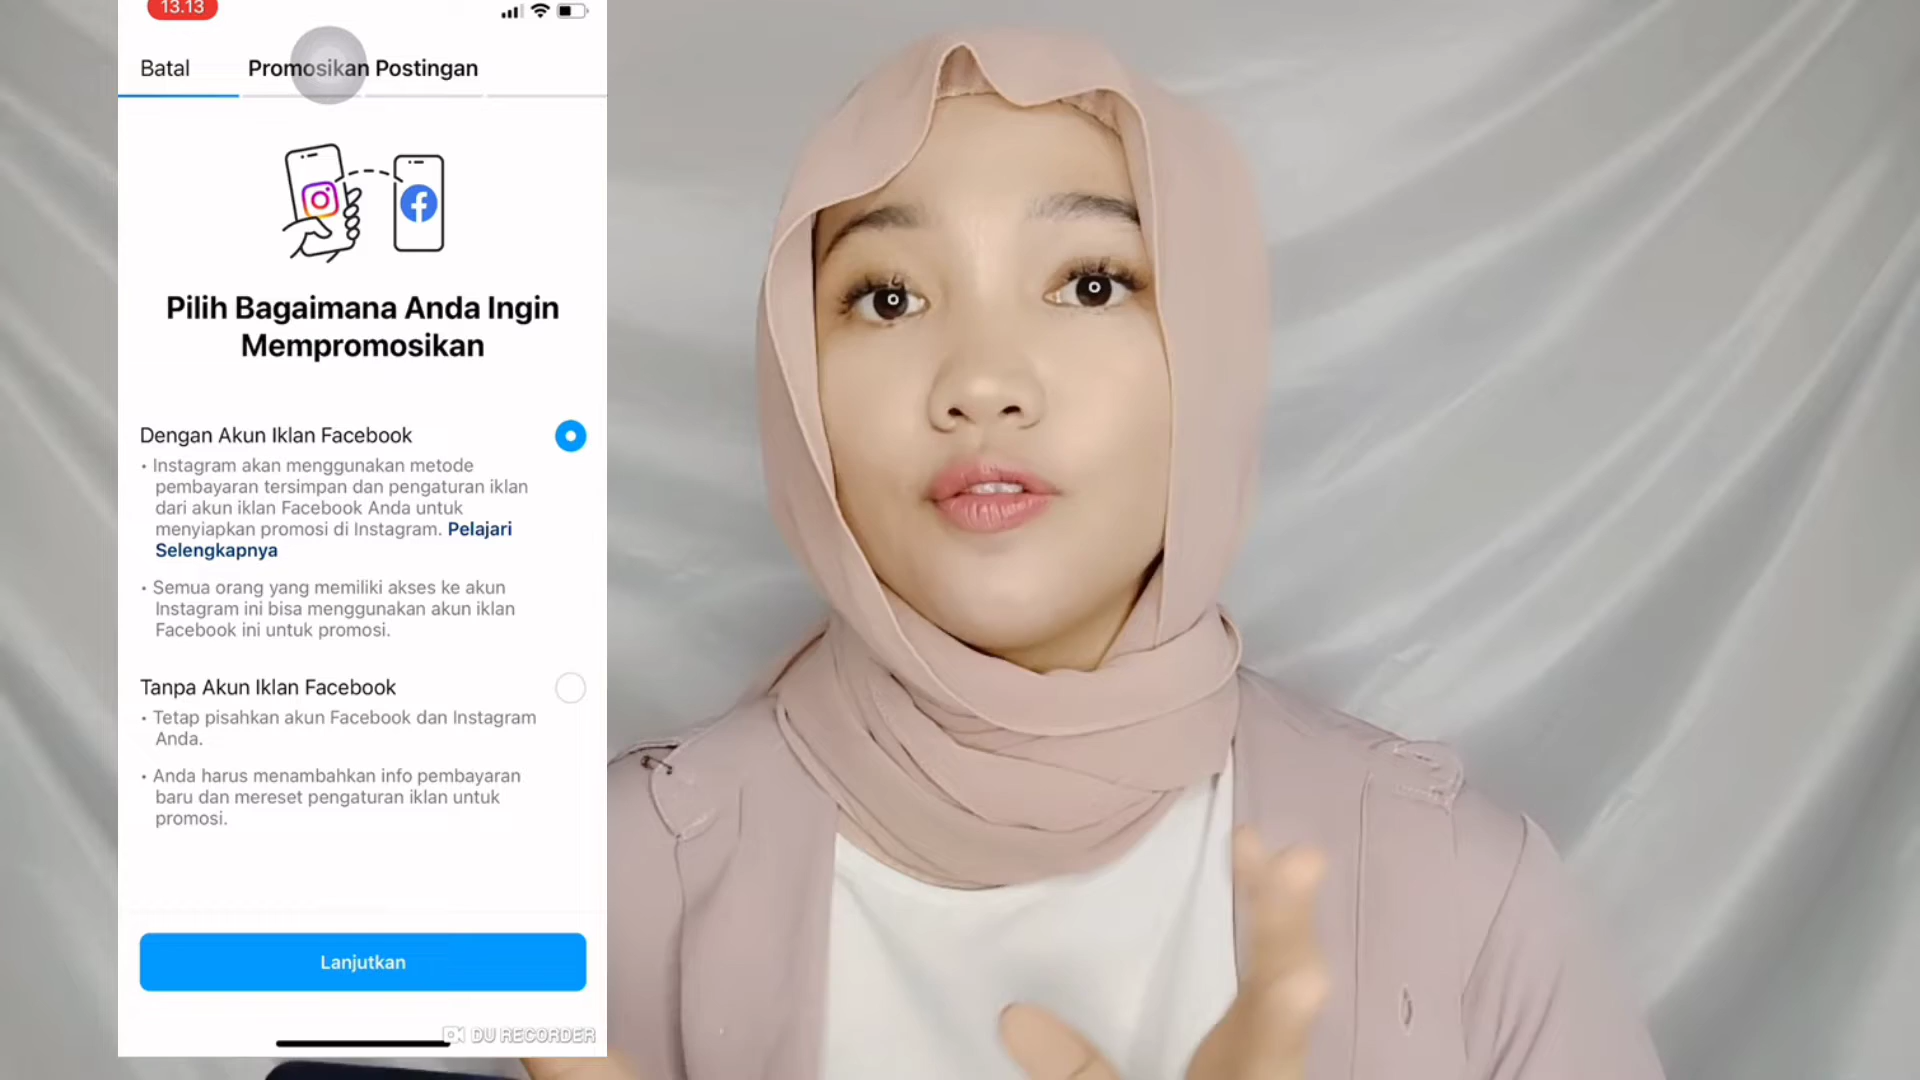 13.13
Batal
Promosikan Postingan
Pilih Bagaimana Anda Ingin
Mempromosikan
Dengan Akun Iklan Facebook
• Instagram akan menggunakan metode
pembayaran tersimpan dan pengaturan iklan
dari akun iklan Facebook Anda untuk
menyiapkan promosi di Instagram. Pelajari
Selengkapnya
• Semua orang yang memiliki akses ke akun
Instagram ini bisa menggunakan akun iklan
Facebook ini untuk promosi.
Tanpa Akun Iklan Facebook
• Tetap pisahkan akun Facebook dan Instagram
Anda.
• Anda harus menambahkan info pembayaran
baru dan mereset pengaturan iklan untuk
promosi.
Lanjutkan
DU RECORDER